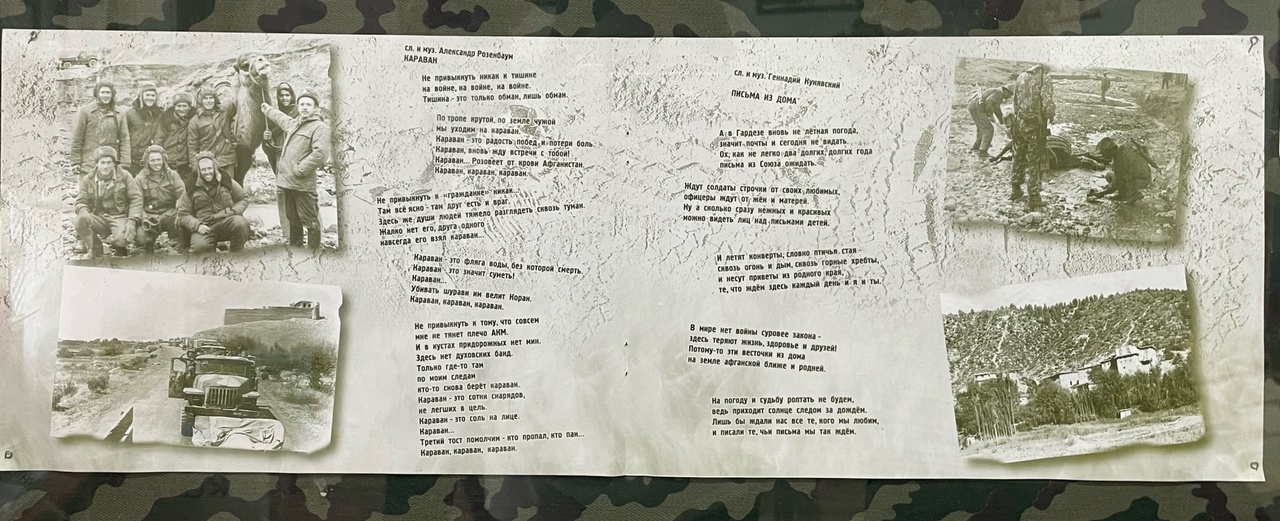 сл. и муз. Александр Розенбаум
КАРАВАН
Не привыкнуть никак к тишине
на войне, на войне, на войне.
Тишина - это только обман, лишь обман.
По тропе крутой, по земле чужой
мы уходим на караван.
Караван - это радость побед и потери боль.
Караван, вновь жду встречи с тобой!
Караван... Розовеет от крови Афганистан.
Караван, караван, караван.
Не привыкнуть к «гражданке» никак...
Там всё ясно - там друг есть и враг.
Здесь же души людей тяжело разглядеть сквозь туман.
Жалко нет его, друга одного -
навсегда его взял караван...
Караван - это фляга воды, без которой смерть.
Караван - это значит суметь!
Караван...
Убивать шурави им велит Коран.
Караван, караван, караван.
Не привыкнуть к тому, что совсем
мне не тянет плечо АКМ.
И в кустах придорожных нет мин.
Здесь нет духовских банд.
Только где-то там
по моим следам
кто-то снова берёт караван.
Караван - это сотни снарядов,
не легших в цель.
Караван - это соль на лице.
Караван...
Третий тост помолчим - кто пропал, кто пан...
Караван, караван, караван.
сл. и муз. Геннадий Кунявский
ПИСЬМА ИЗ ДОМА
А в Гардезе вновь не лётная погода,
значит почты и сегодня не видать.
Ох, как не легко два долгих, долгих года
письма из Союза ожидать.
Ждут солдаты строчки от своих любимых,
офицеры ждут от жён и матерей.
Ну а сколько сразу нежных и красивых
можно видеть лиц над письмами детей.
И летят конверты, словно птичья стая -
сквозь огонь и дым, сквозь горные хребты,
и несут приветы из родного края,
те, что ждём здесь каждый день и я и ты.
В мире нет войны суровее закона -
здесь теряют жизнь, здоровье и друзей!
Потому-то эти весточки из дома
на земле афганской ближе и родней.
На погоду и судьбу роптать не будем,
ведь приходит солнце следом за дождём.
Лишь бы ждали нас все те, кого мы любим,
и писали те, чьи письма мы так ждём.